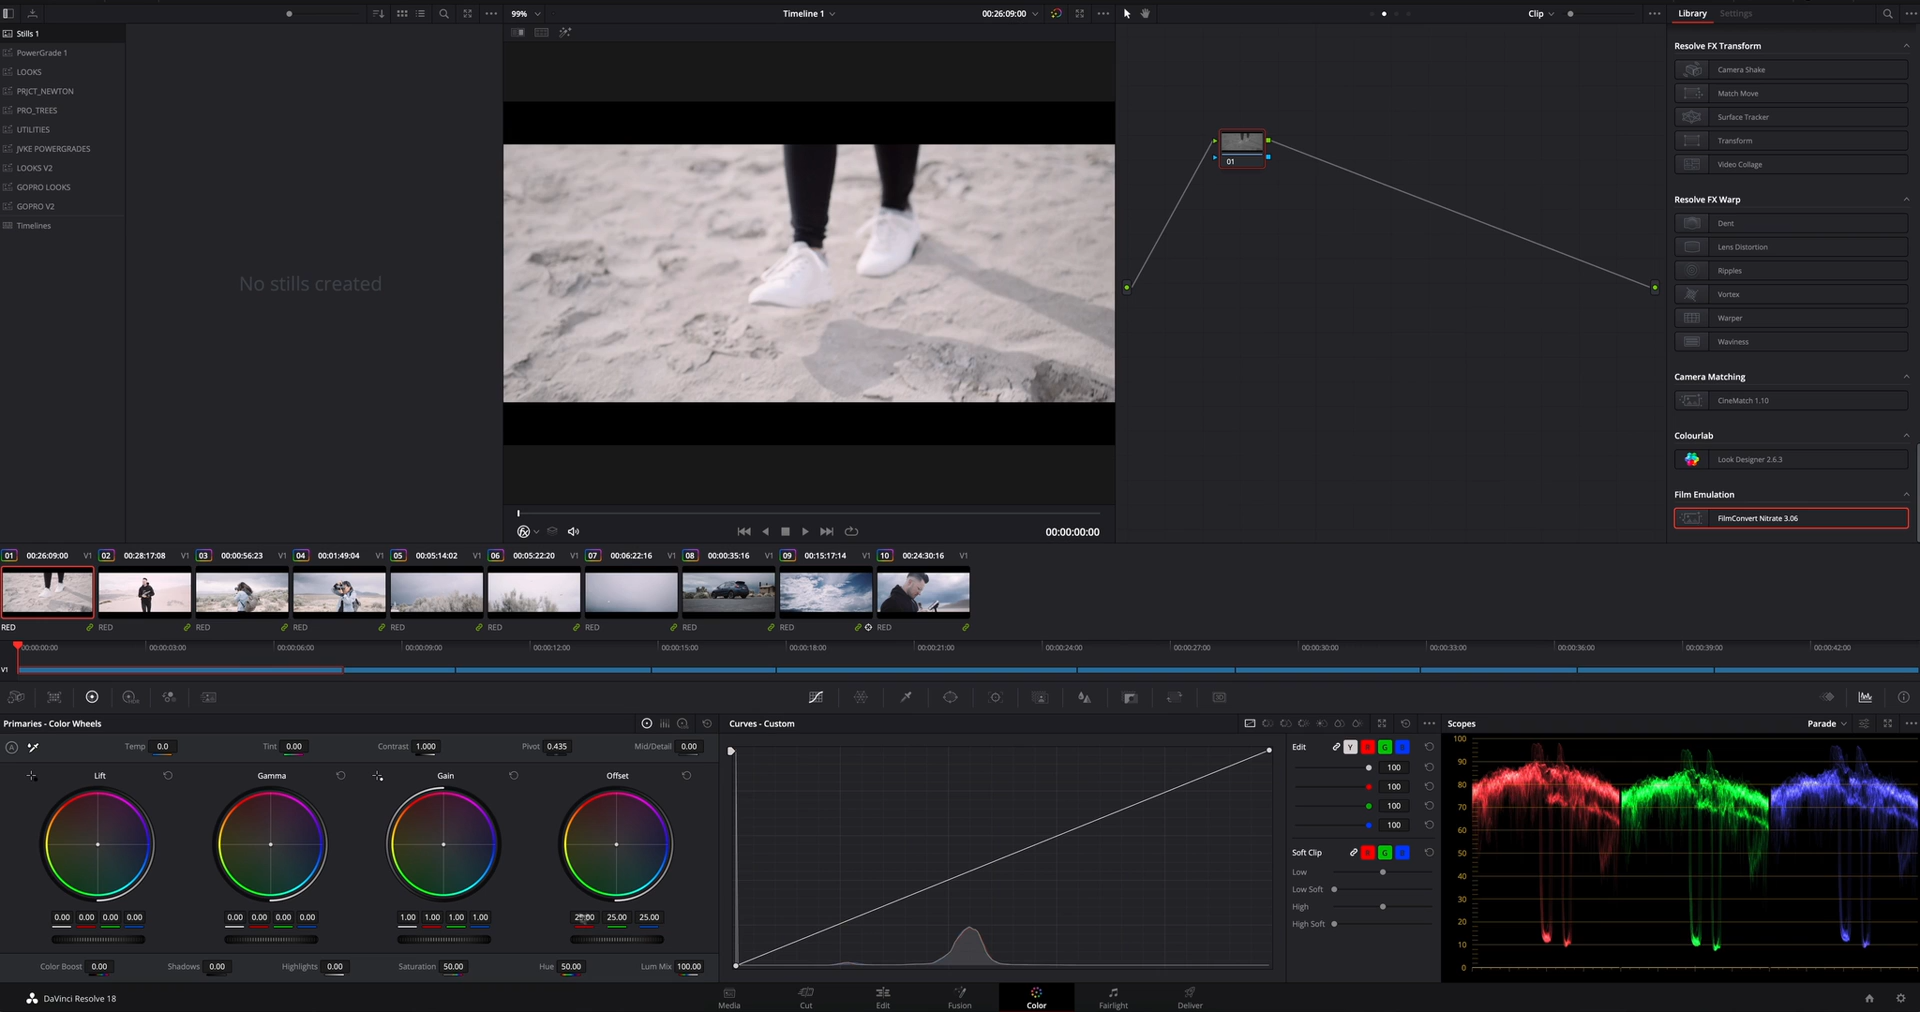 99%
Timeline 1
00:26:09:00
Clip
Library
Settings
Stills 1
PowerGrade 1
LOOKS
PRJCT_NEWTON
PRO_TREES
UTILITIES
JVKE POWERGRADES
LOOKS V2
GOPRO LOOKS
GOPRO V2
Timelines
No stills created
01
00:00:00:00
Resolve FX Transform
Camera Shake
Match Move
Surface Tracker
Transform
Video Collage
Resolve FX Warp
Dent
Lens Distortion
Ripples
Vortex
Warper
Waviness
Camera Matching
CineMatch 1.10
Colourlab
Look Designer 2.6.3
Film Emulation
FilmConvert Nitrate 3.06
01 00:26:09:00 V1 02 00:28:17:08 V1 03 00:00:56:23 V1 04 00:01:49:04 V1 05 00:05:14:02 V1 06 00:05:22:20 V1 07 00:06:22:16 V1 08 00:00:35:16 V1 09 00:15:17:14 V1 10 00:24:30:16 V1
RED RED RED RED RED RED RED RED RED RED
00:00:00:00 00:00:03:00 00:00:06:00 00:00:09:00 00:00:12:00 00:00:15:00 00:00:18:00 00:00:21:00 00:00:24:00 00:00:27:00 00:00:30:00 00:00:33:00 00:00:36:00 00:00:39:00 00:00:42:00
V1
Primaries - Color Wheels
Temp 0.0 Tint 0.00 Contrast 1.000 Pivot 0.435 Mid/Detail 0.00
Lift Gamma Gain Offset
0.00 0.00 0.00 0.00 0.00 0.00 0.00 0.00 1.00 1.00 1.00 1.00 25.00 25.00
Color Boost 0.00 Shadows 0.00 Highlights 0.00 Saturation 50.00 Hue 50.00 Lum Mix 100.00
Curves - Custom
Edit Y R G B
100
100
100
100
Soft Clip R G B
Low
Low Soft
High
High Soft
Scopes
Parade
100
90
80
70
60
50
40
30
20
10
0
DaVinci Resolve 18
Media Cut Edit Fusion Color Fairlight Deliver